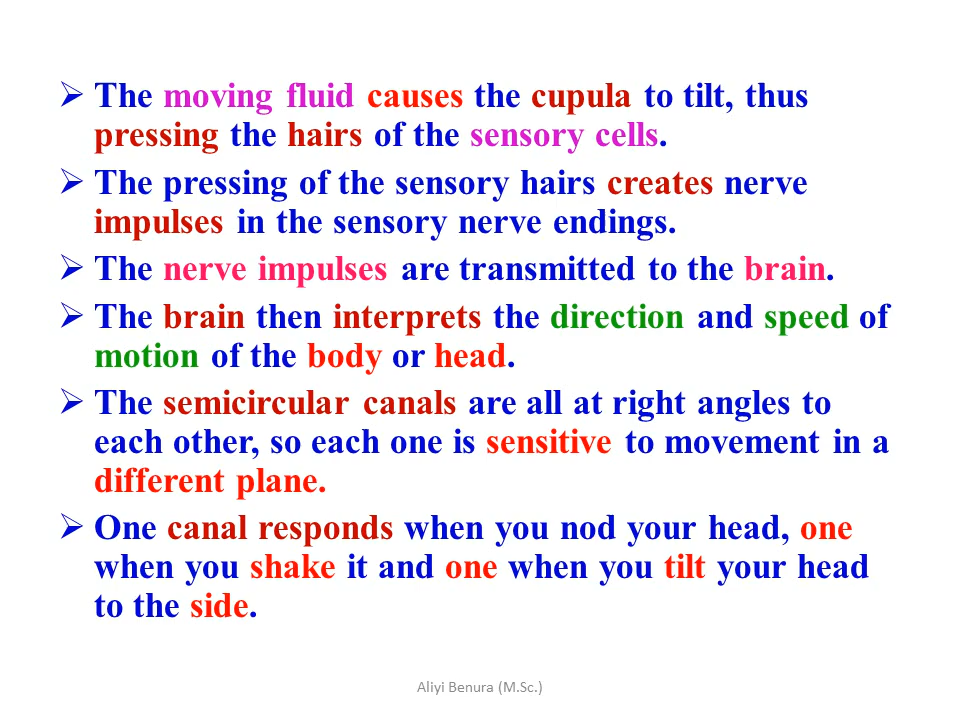 ➢ The moving fluid causes the cupula to tilt, thus
pressing the hairs of the sensory cells.
➢ The pressing of the sensory hairs creates nerve
impulses in the sensory nerve endings.
➢ The nerve impulses are transmitted to the brain.
➢ The brain then interprets the direction and speed of
motion of the body or head.
➢ The semicircular canals are all at right angles to
each other, so each one is sensitive to movement in a
different plane.
➢ One canal responds when you nod your head, one
when you shake it and one when you tilt your head
to the side.
Aliyi Benura (M.Sc.)